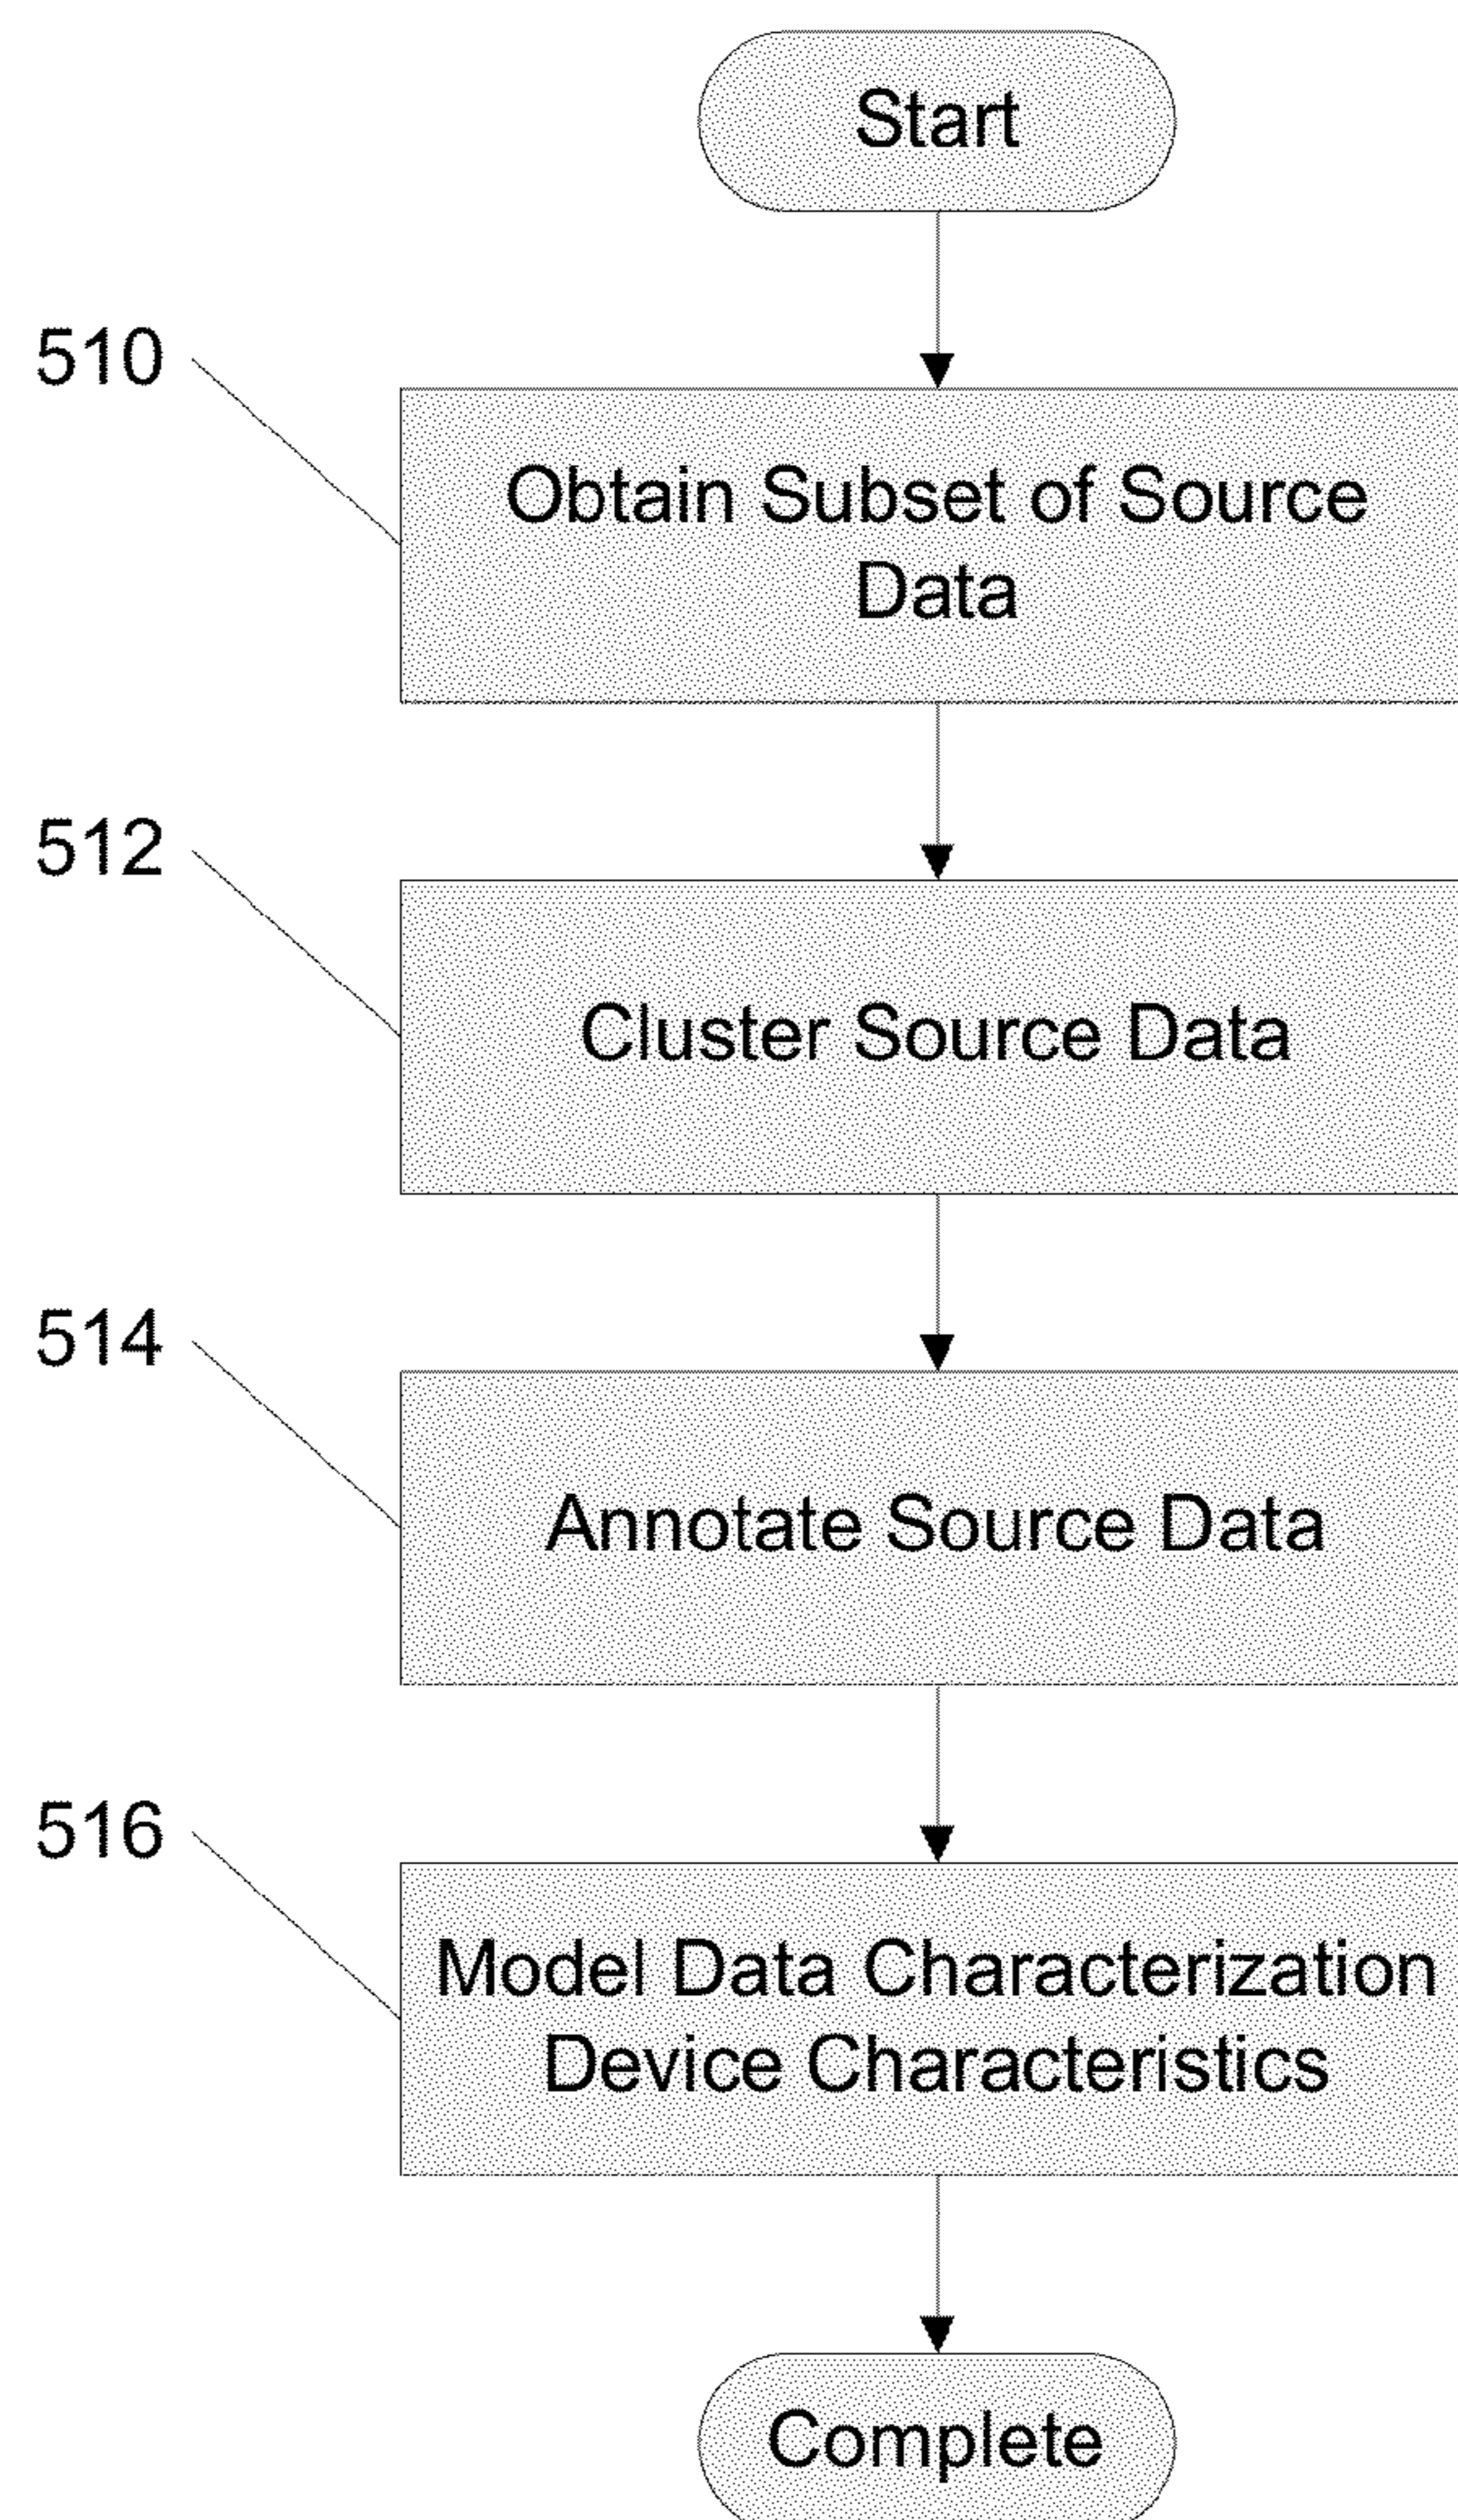 Start
510
Obtain Subset of Source
Data
512
Cluster Source Data
514
Annotate Source Data
516
Model Data Characterization
Device Characteristics
Complete